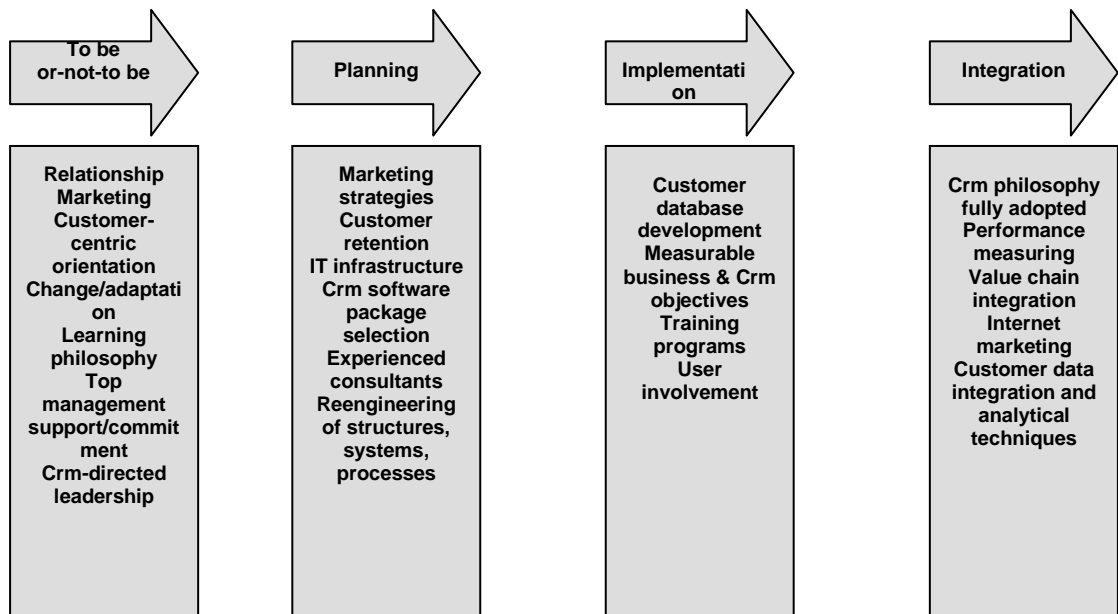 To be
or-not-to be
Planning
Implementati
on
Integration
Relationship
Marketing
Customer-
centric
orientation
Change/adaptati
on
Learning
philosophy
Top
management
support/commit
ment
Crm-directed
leadership
Marketing
strategies
Customer
retention
IT infrastructure
Crm software
package
selection
Experienced
consultants
Reengineering
of structures,
systems,
processes
Customer
database
development
Measurable
business & Crm
objectives
Training
programs
User
involvement
Crm philosophy
fully adopted
Performance
measuring
Value chain
integration
Internet
marketing
Customer data
integration and
analytical
techniques